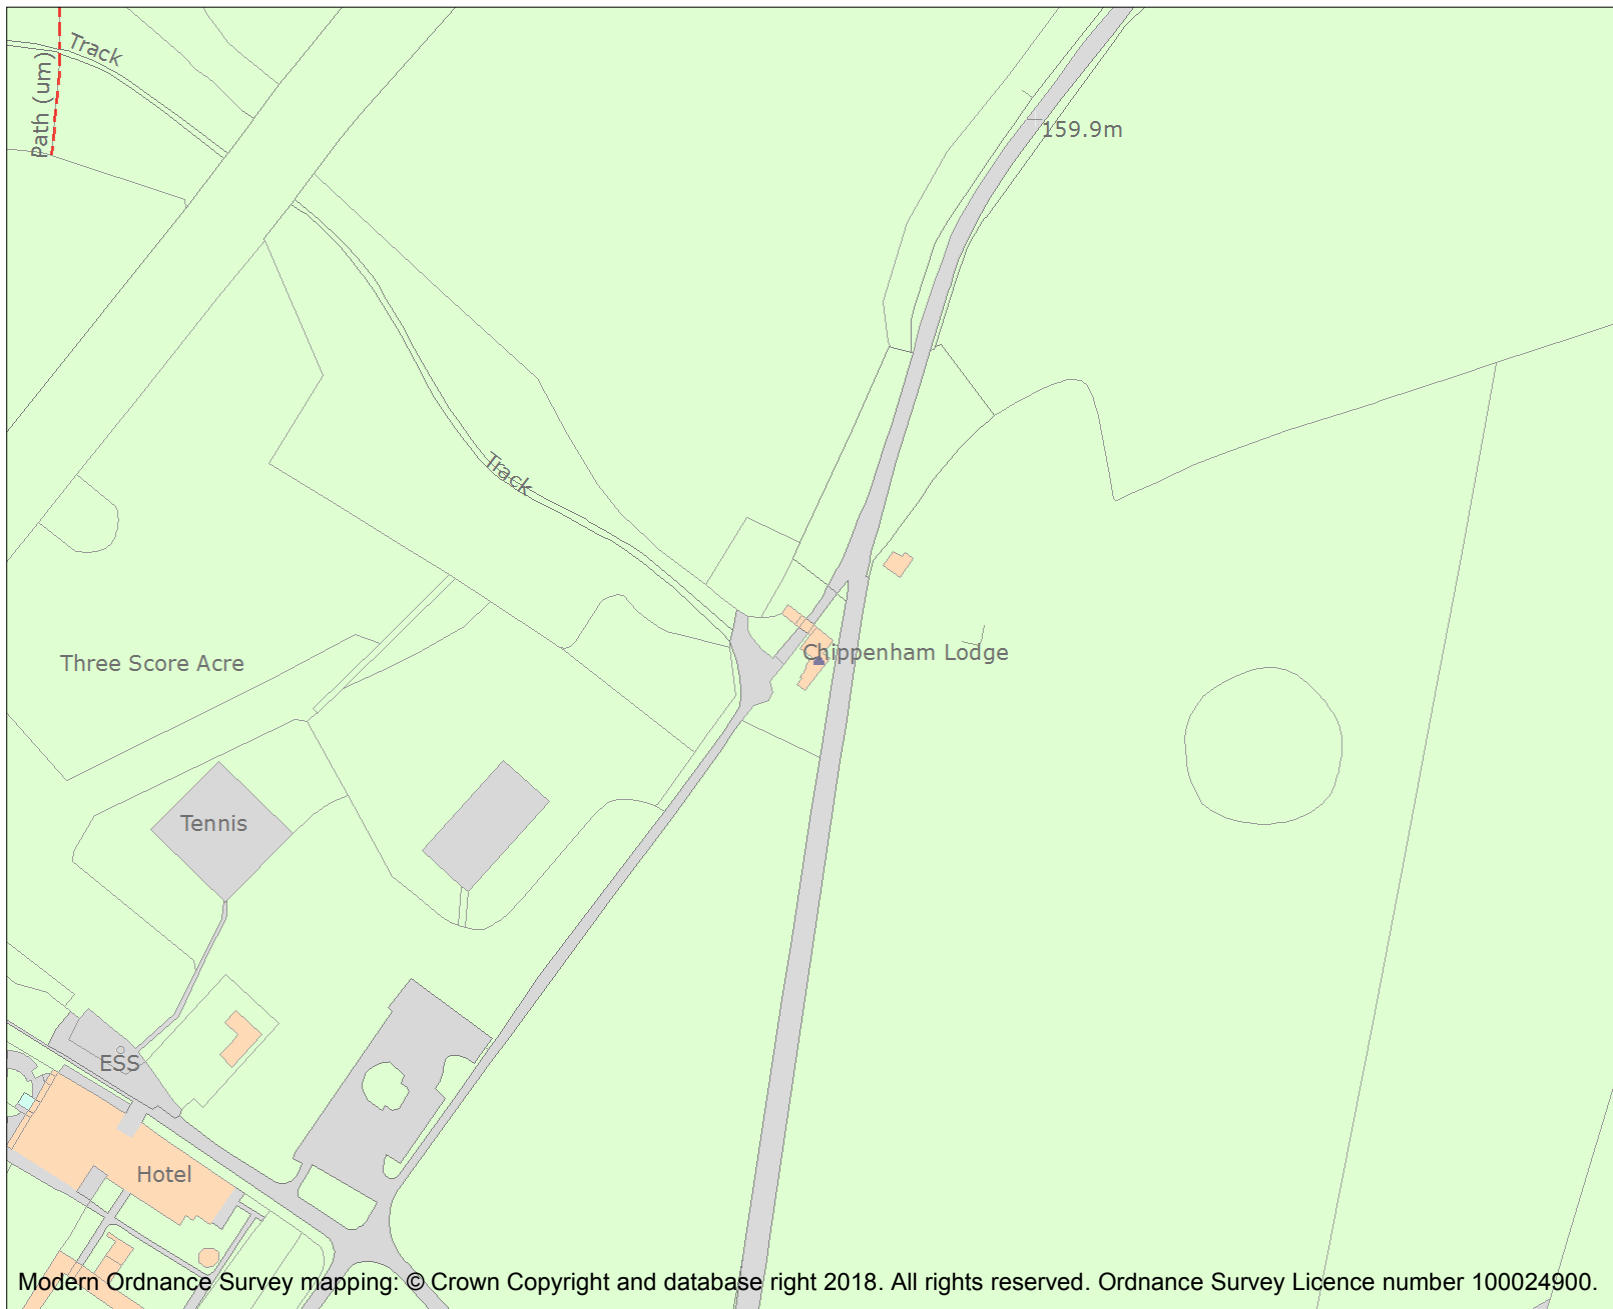 Track
Path (um)
159.9m
Track
Chippenham Lodge
Three Score Acre
Tennis
ESS
Hotel
Modern Ordnance Survey mapping: © Crown Copyright and database right 2018. All rights reserved. Ordnance Survey Licence number 100024900.